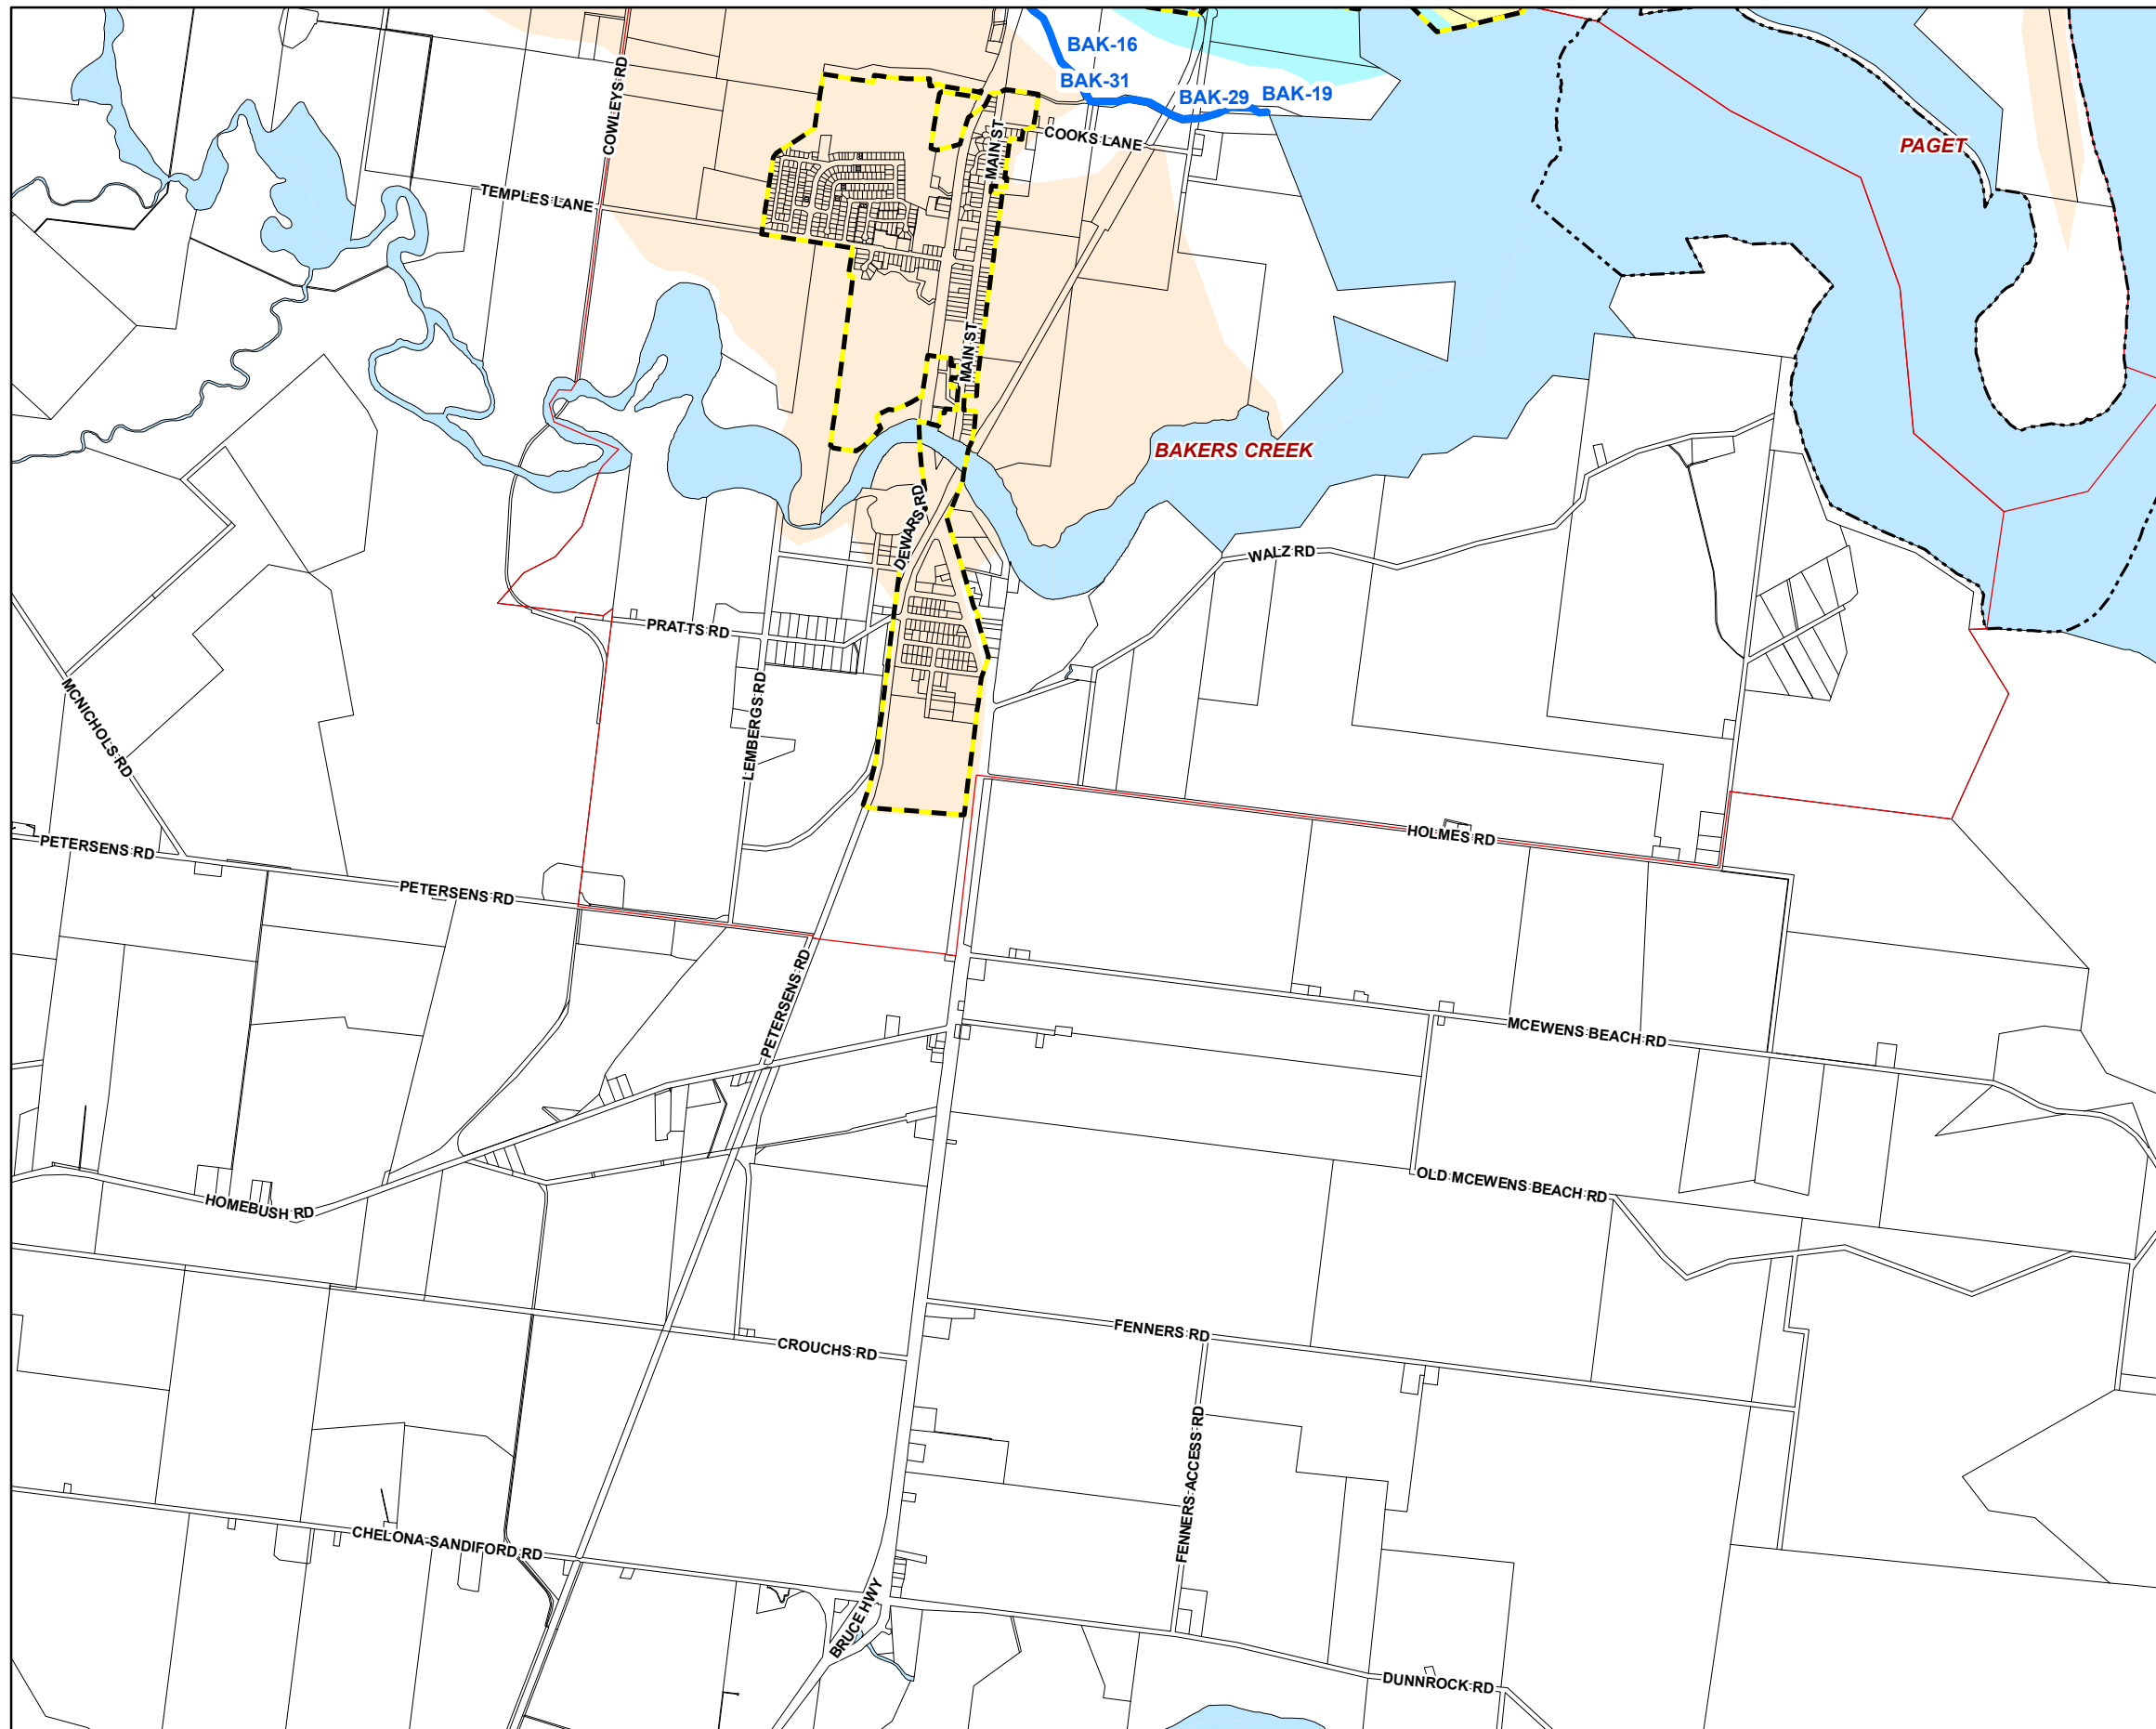 BAK-16
BAK-31
BAK-29
BAK-19
COWLEYS RD
MAIN ST
COOKS LANE
PAGET
TEMPLES LANE
MAIN ST
BAKERS CREEK
DEWARS RD
WALZ RD
PRATTS RD
MCNICHOLS RD
LEMBERGS RD
PETERSENS RD
HOLMES RD
PETERSENS RD
PETERSENS RD
MCEWENS BEACH RD
OLD MCEWENS BEACH RD
HOMEBUSH RD
FENNERS RD
CROUCHS RD
FENNERS ACCESS RD
CHELONA-SANDIFORD RD
BRUCE HWY
DUNNROCK RD